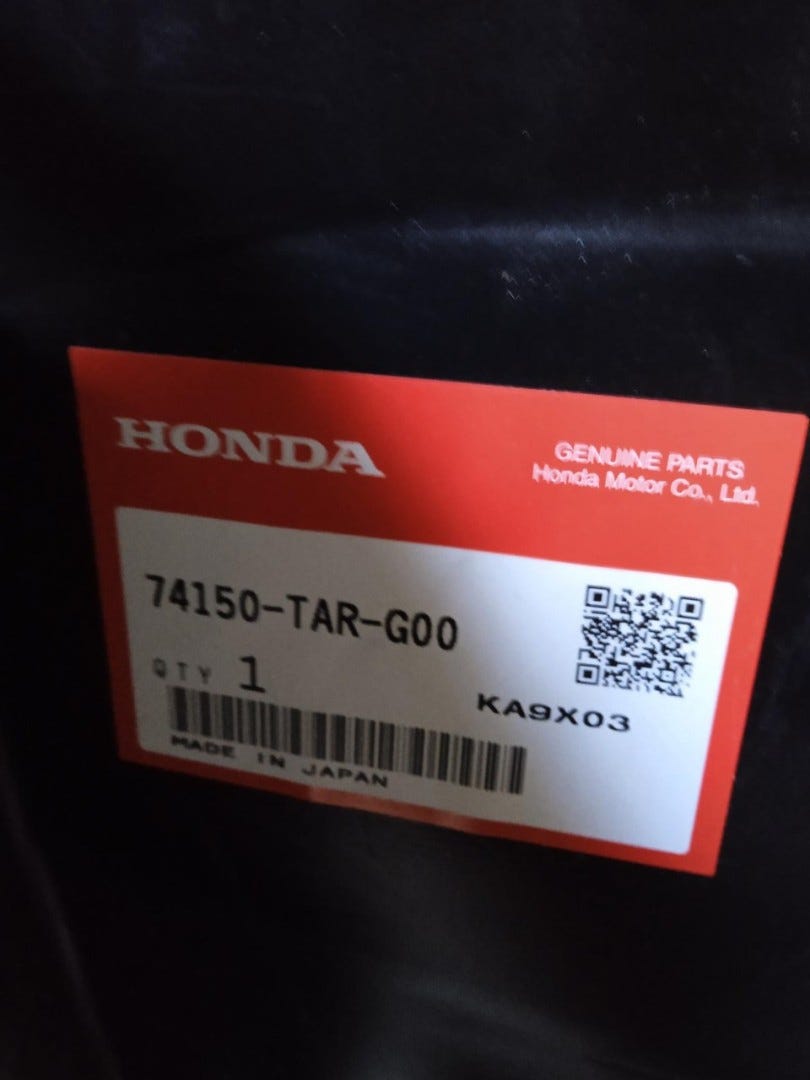 HONDA
GENUINE PARTS
Honda Motor Co., Ltd.
74150-TAR-G00
QTY 1
KA9X03
MADE IN JAPAN